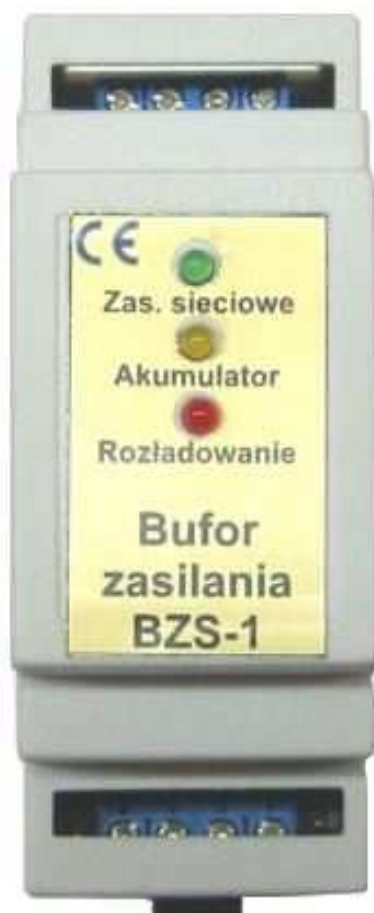 CE
Zas. sieciowe
Akumulator
Rozładowanie
Bufor
zasilania
BZS-1